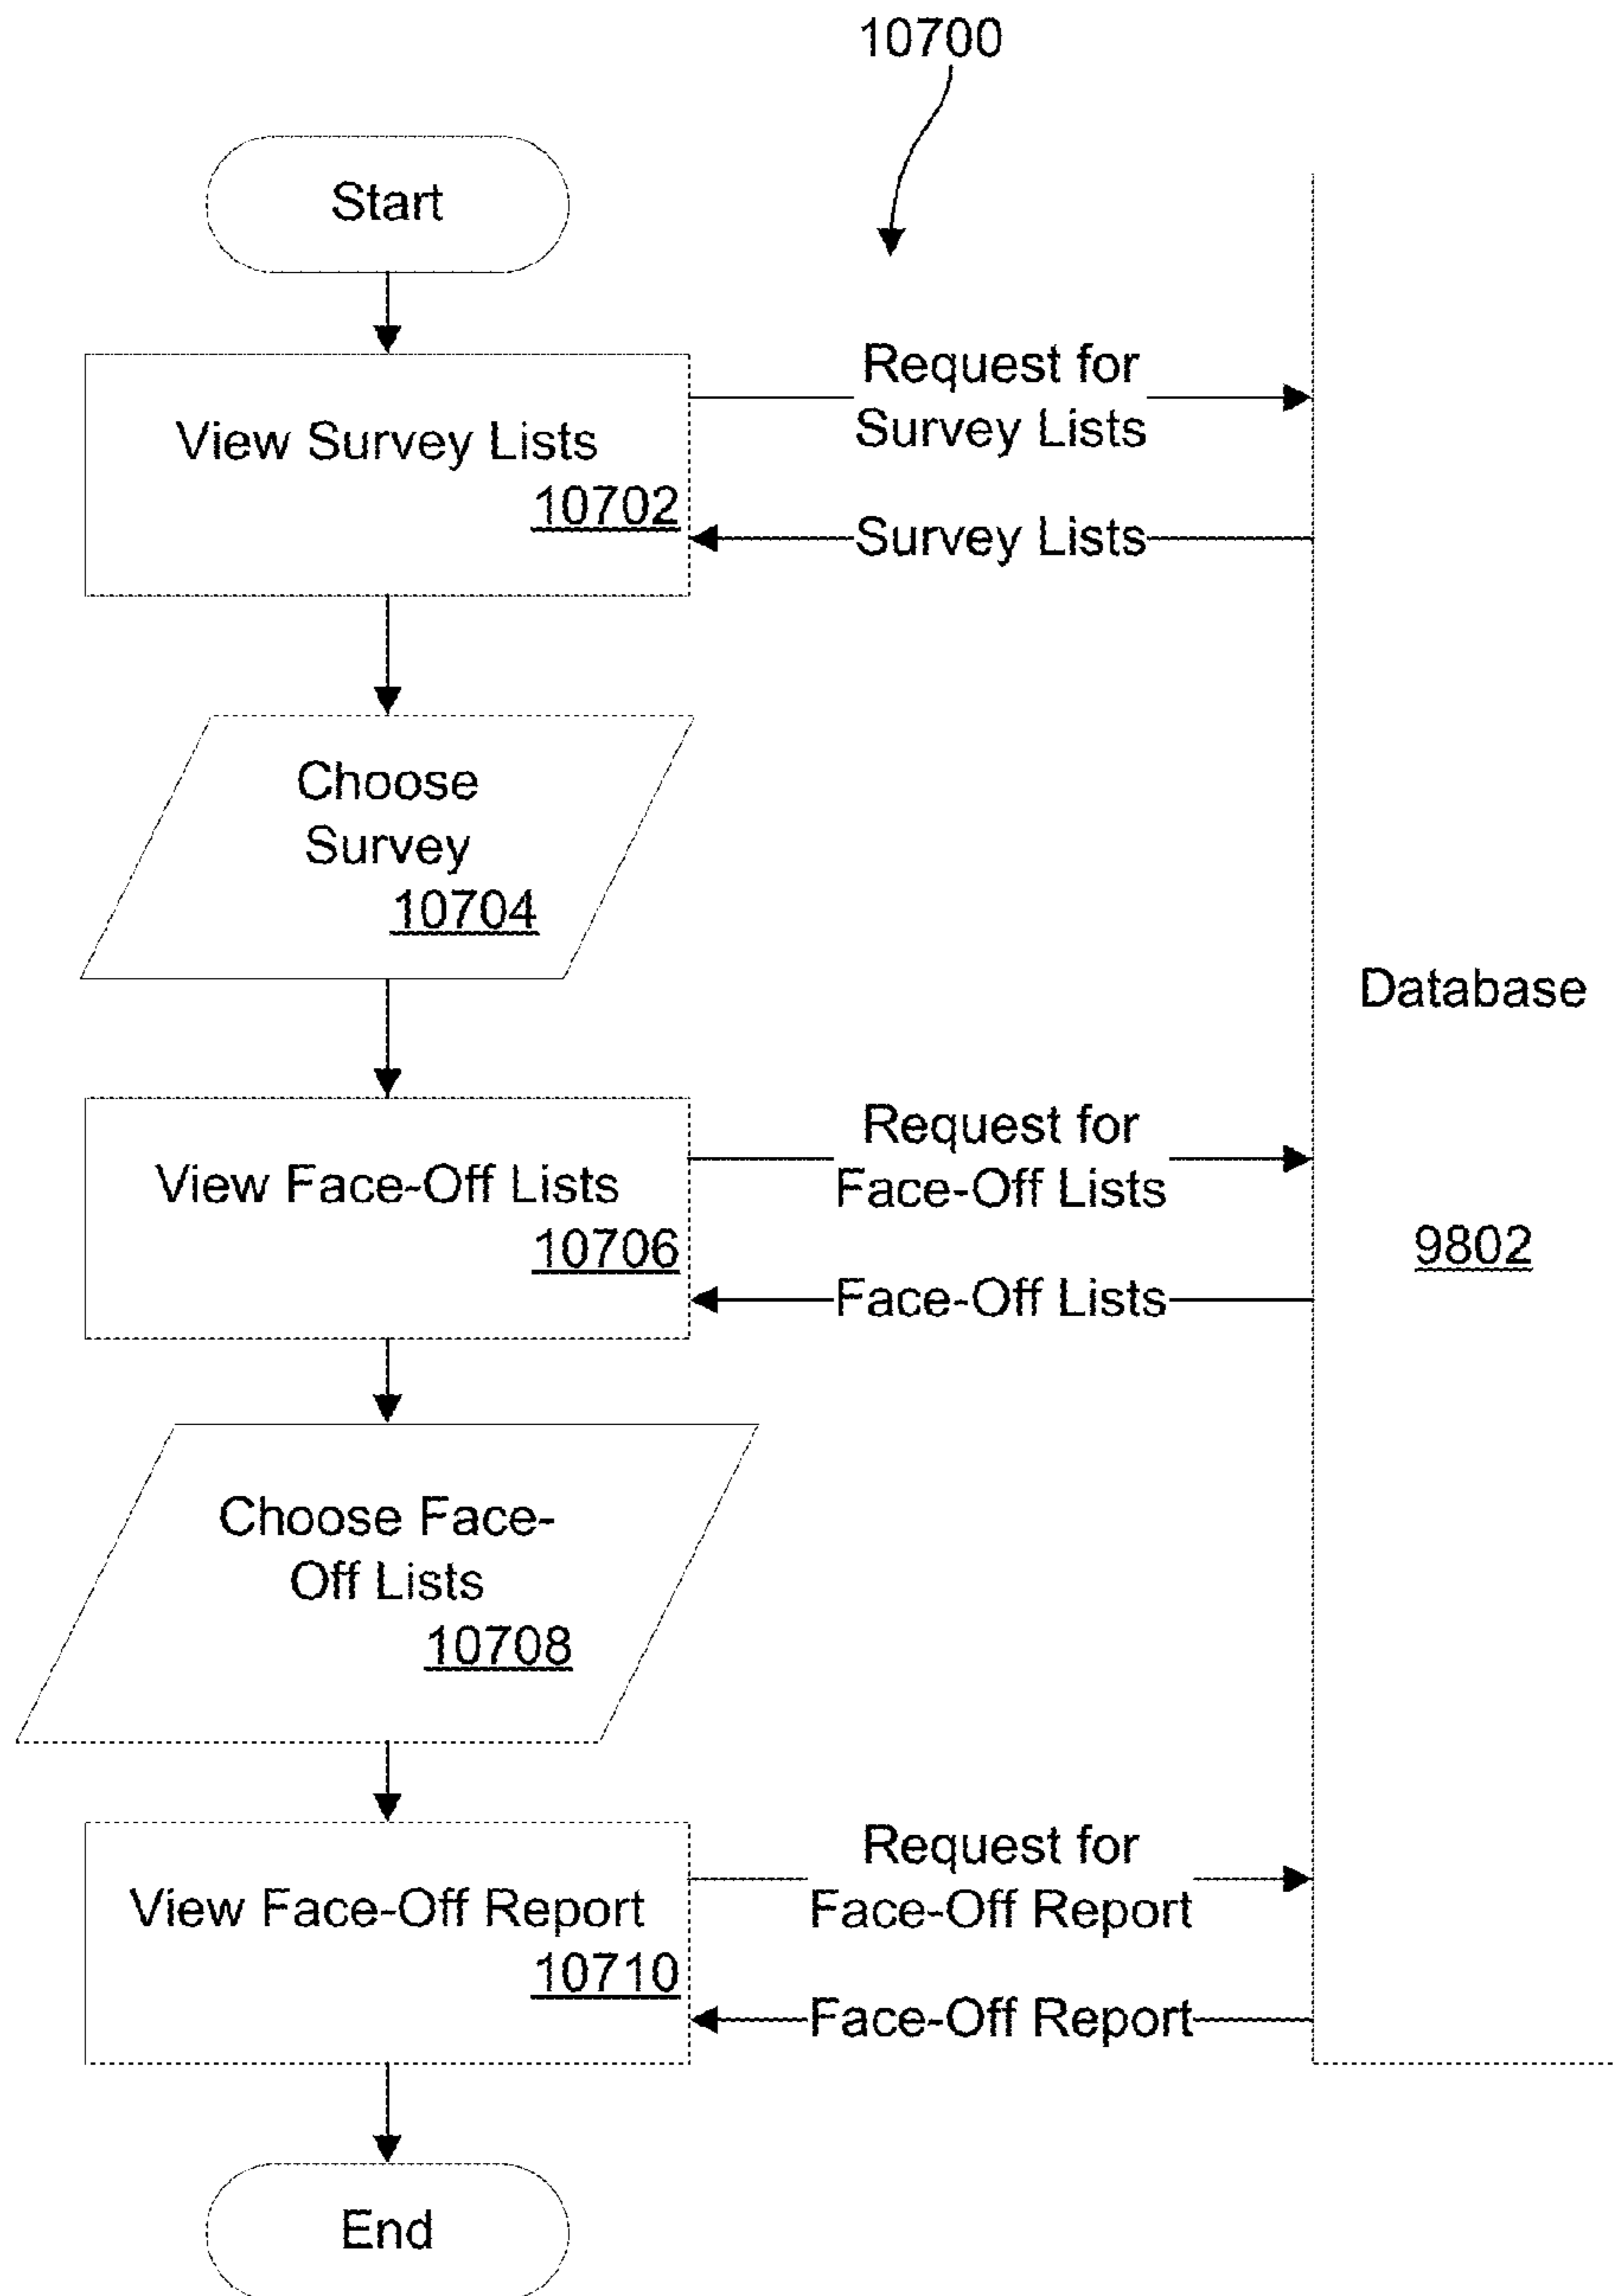 10700
Start
Request for
Survey Lists
View Survey Lists
10702
Survey Lists
Choose
Survey
10704
Database
9802
Request for
Face-Off Lists
View Face-Off Lists
10706
Face-Off Lists
Choose Face-
Off Lists
10708
Request for
Face-Off Report
View Face-Off Report
10710
Face-Off Report
End